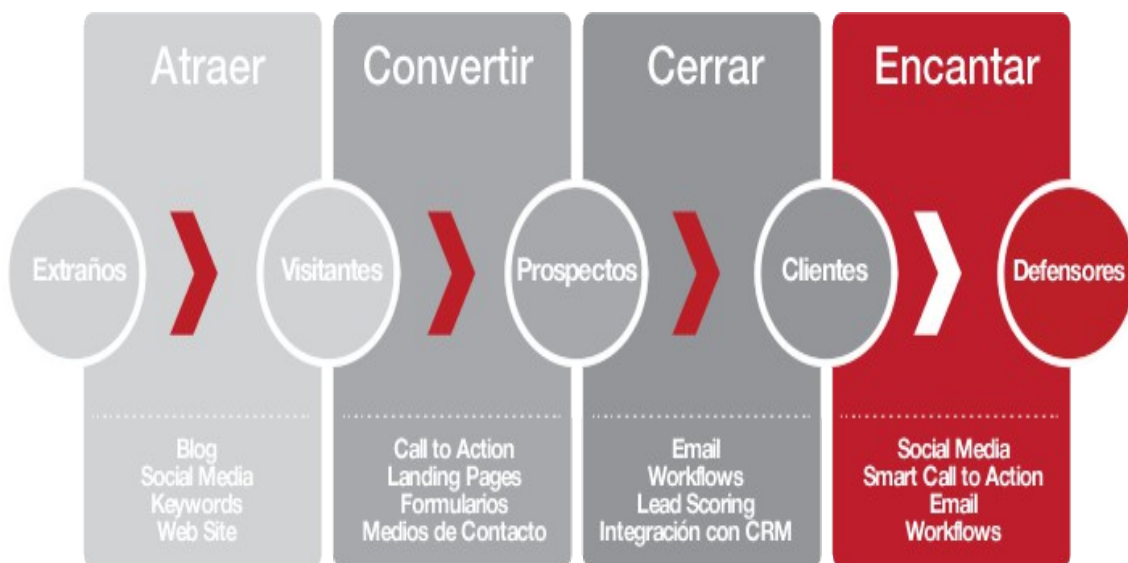 Atraer
Convertir
Cerrar
Encantar
Extraños
Visitantes
Prospectos
Clientes
Defensores
Blog
Social Media
Keywords
Web Site
Call to Action
Landing Pages
Formularios
Medios de Contacto
Email
Workflows
Lead Scoring
Integración con CRM
Social Media
Smart Call to Action
Email
Workflows